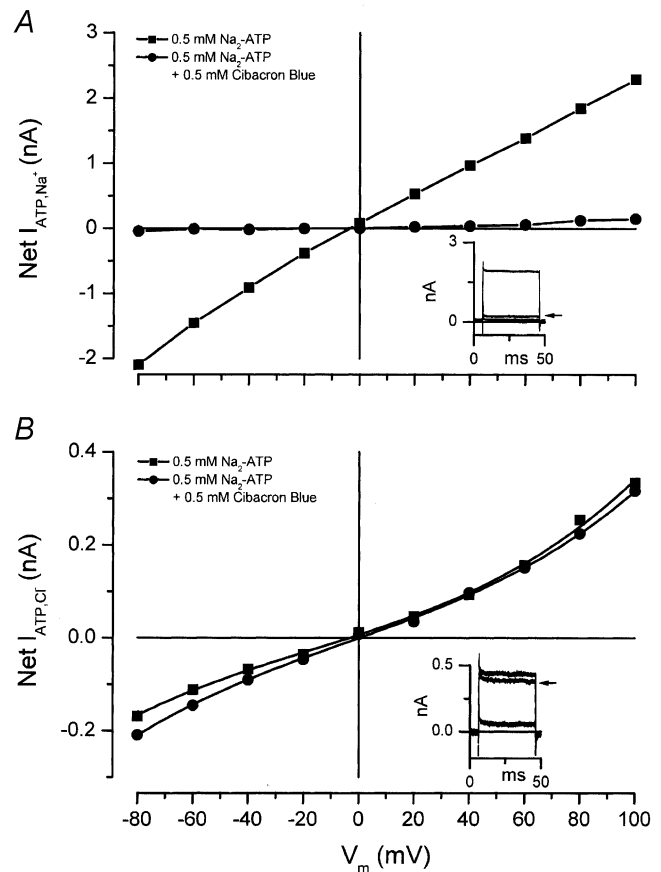 A
3
0.5 mM Na2-ATP
0.5 mM Na2-ATP
+ 0.5 mM Cibacron Blue
2
1
0
-1
-2
Net IATP,Na+ (nA)
3
nA
0
0 ms 50
B
0.4
0.5 mM Na2-ATP
0.5 mM Na2-ATP
+ 0.5 mM Cibacron Blue
0.2
0.0
-0.2
Net IATP,Cl- (nA)
0.5
nA
0.0
0 ms 50
-80 -60 -40 -20 0 20 40 60 80 100
Vm (mV)